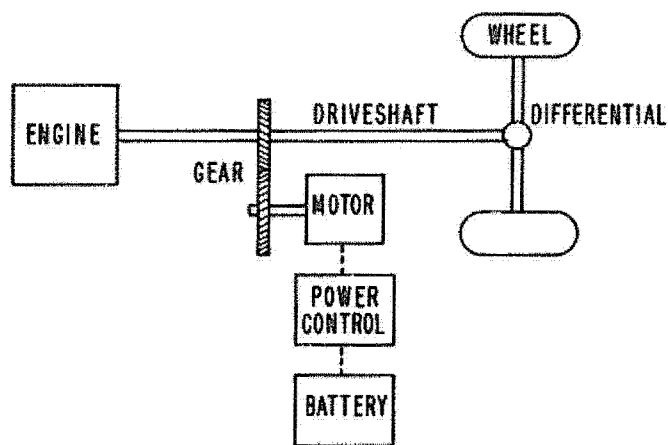 WHEEL
DRIVESHAFT
DIFFERENTIAL
ENGINE
GEAR
MOTOR
POWER
CONTROL
BATTERY